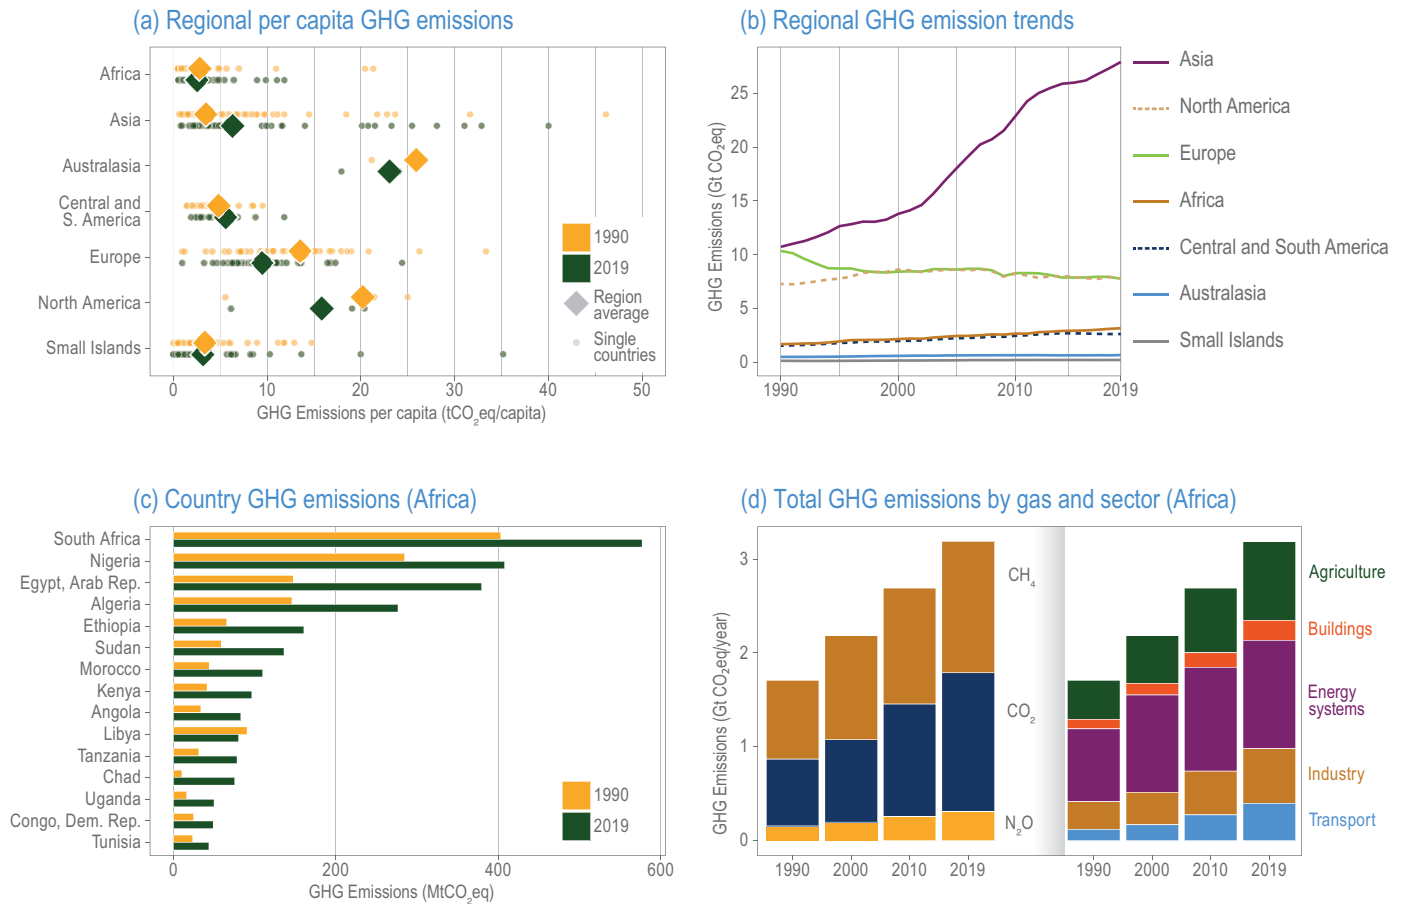 (a) Regional per capita GHG emissions
Africa
Asia
Australasia
Central and
S. America
Europe
North America
Small Islands
1990
2019
Region
average
Single
countries
0 10 20 30 40 50
GHG Emissions per capita (tCO₂eq/capita)
(b) Regional GHG emission trends
GHG Emissions (Gt CO₂eq)
25
20
15
10
5
0
1990 2000 2010 2019
Asia
North America
Europe
Africa
Central and South America
Australasia
Small Islands
(c) Country GHG emissions (Africa)
South Africa
Nigeria
Egypt, Arab Rep.
Algeria
Ethiopia
Sudan
Morocco
Kenya
Angola
Libya
Tanzania
Chad
Uganda
Congo, Dem. Rep.
Tunisia
1990
2019
0 200 400 600
GHG Emissions (MtCO₂eq)
(d) Total GHG emissions by gas and sector (Africa)
GHG Emissions (Gt CO₂eq/year)
3
2
1
0
CH₄
CO₂
N₂O
1990 2000 2010 2019
1990 2000 2010 2019
Agriculture
Buildings
Energy
systems
Industry
Transport